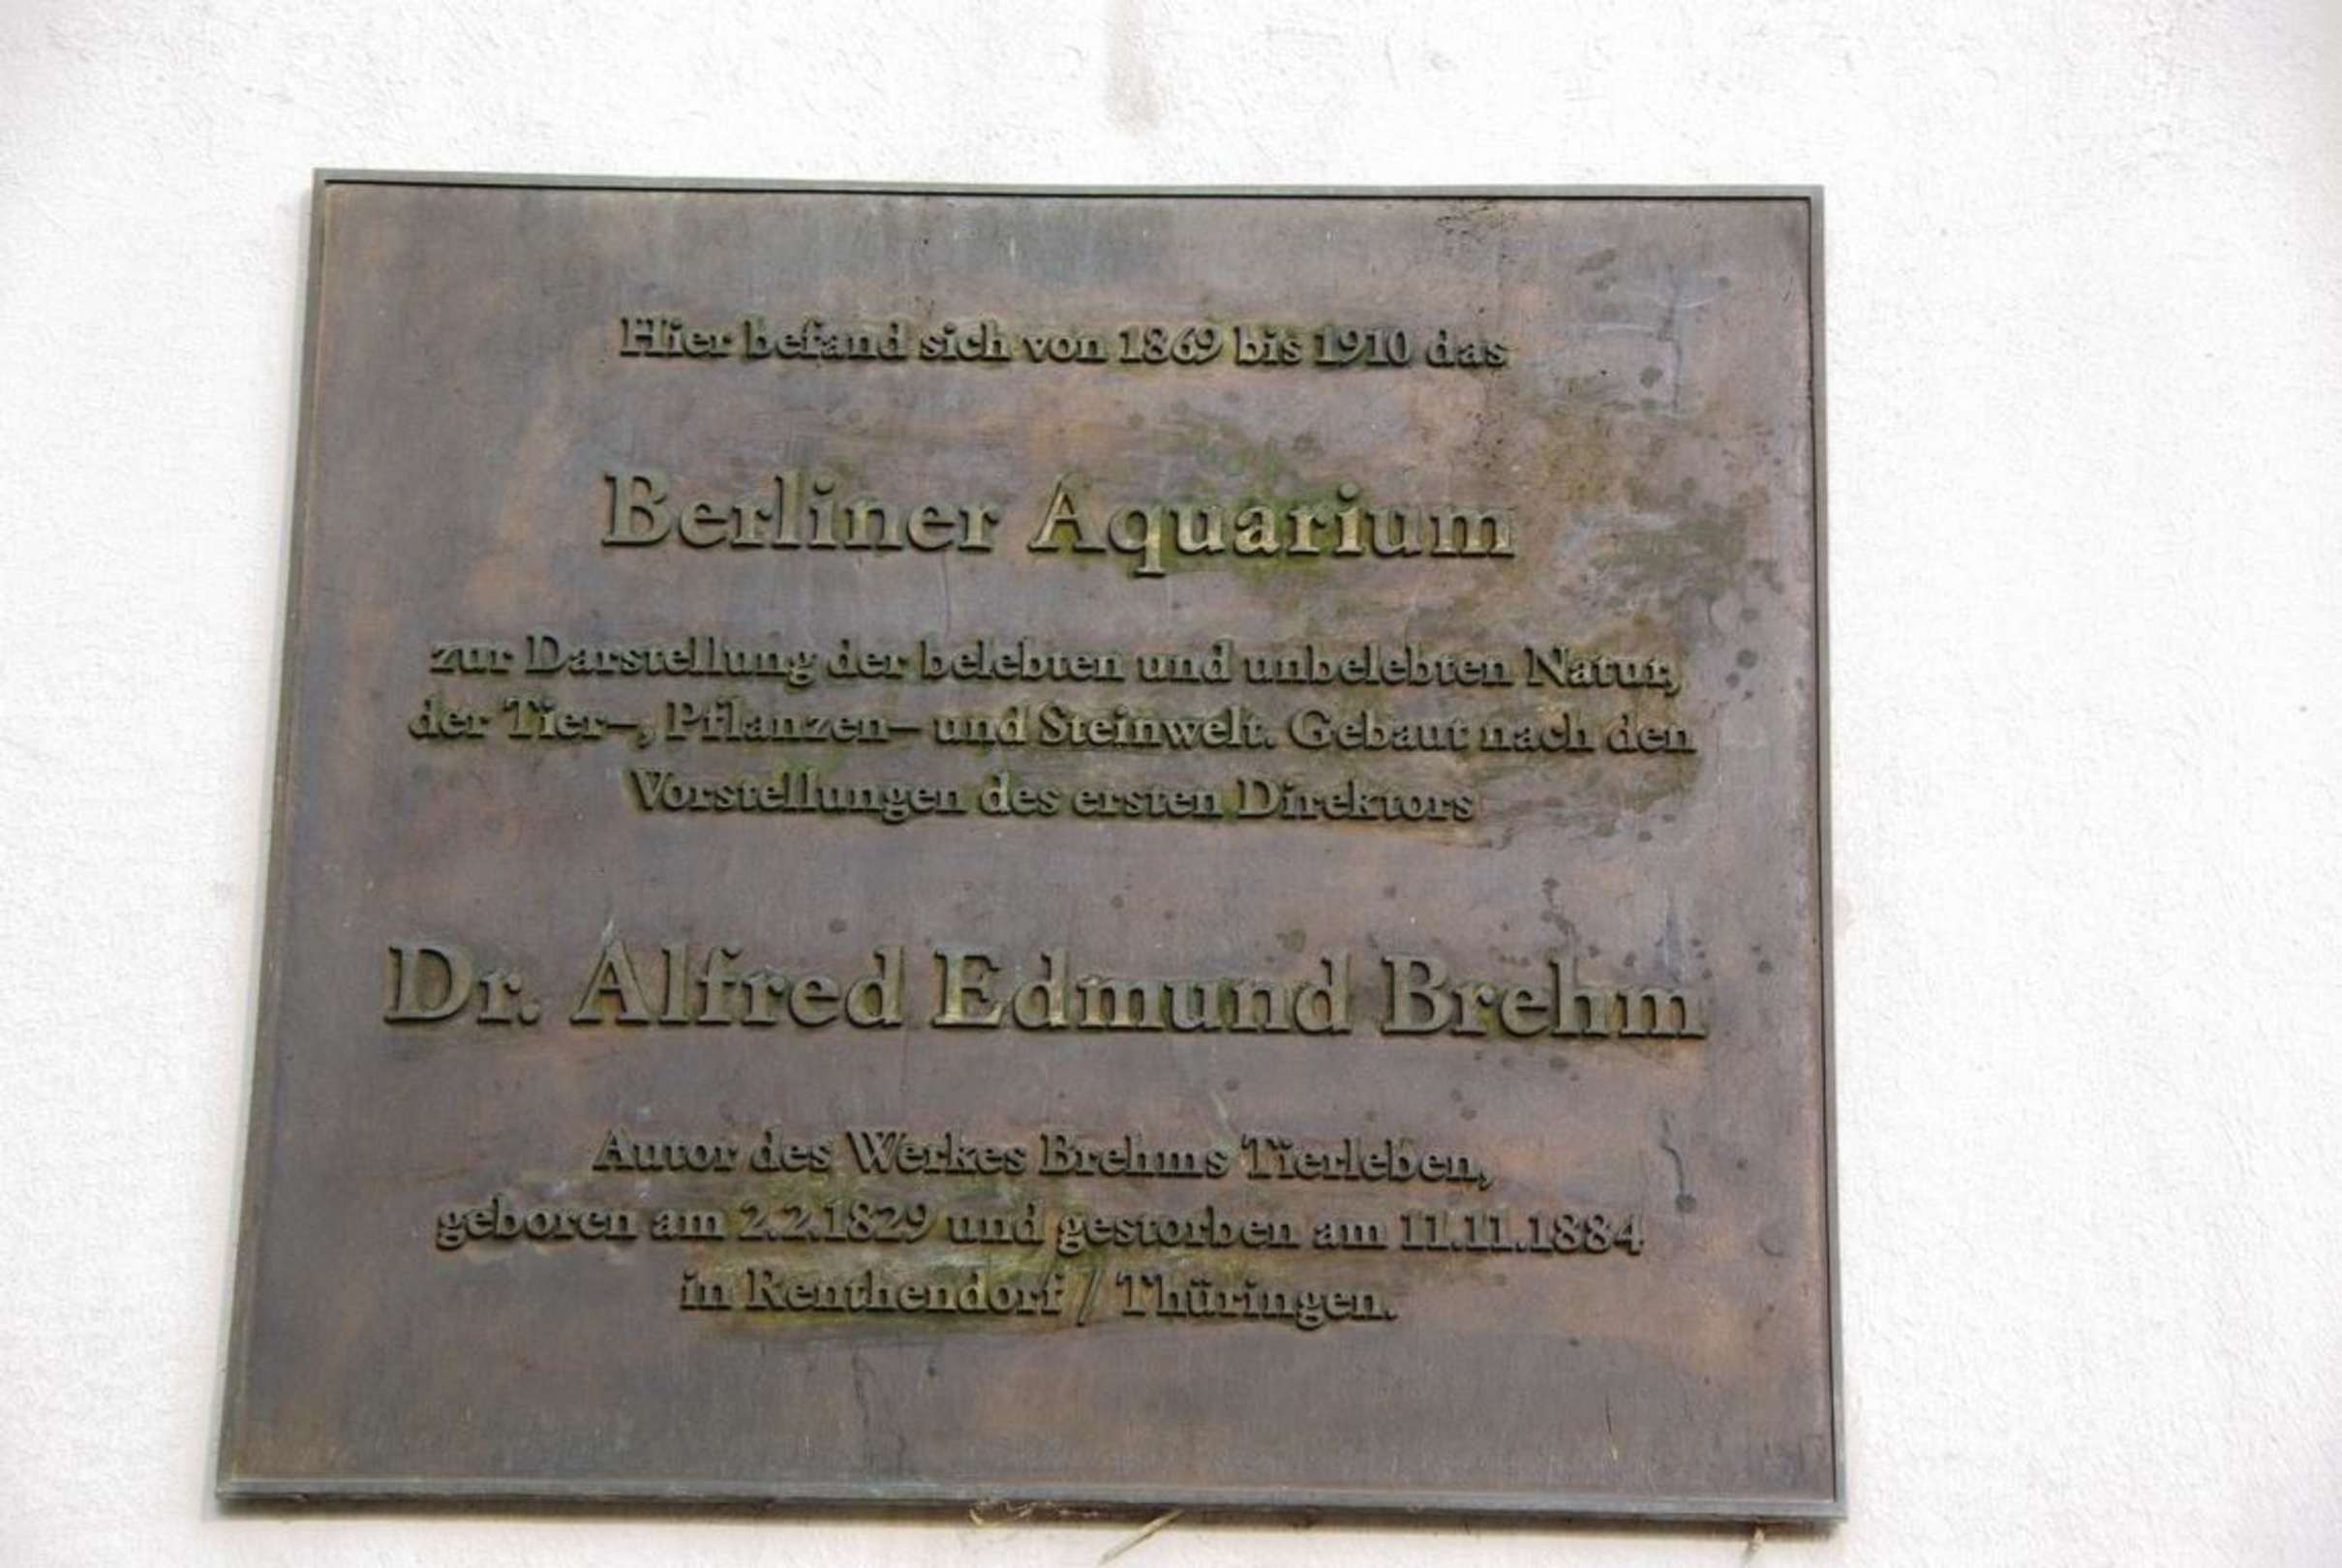 Hier befand sich von 1869 bis 1910 das
Berliner Aquarium
zur Darstellung der belebten und unbelebten Natur,
der Tier-, Pflanzen- und Steinwelt. Gebaut nach den
Vorstellungen des ersten Direktors
Dr. Alfred Edmund Brehm
Autor des Werkes Brehms Tierleben,
geboren am 2.2.1829 und gestorben am 11.11.1884
in Renthendorf / Thüringen.